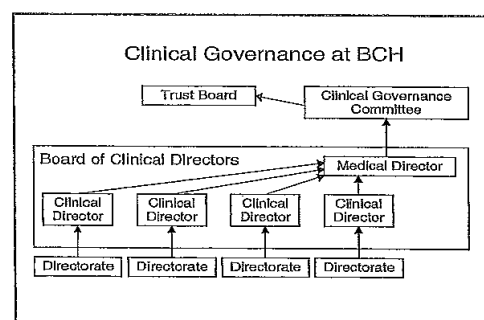 Clinical Governance at BCH
Trust Board
Clinical Governance
Committee
Board of Clinical Directors
Medical Director
Clinical
Director
Clinical
Director
Clinical
Director
Clinical
Director
Directorate
Directorate
Directorate
Directorate